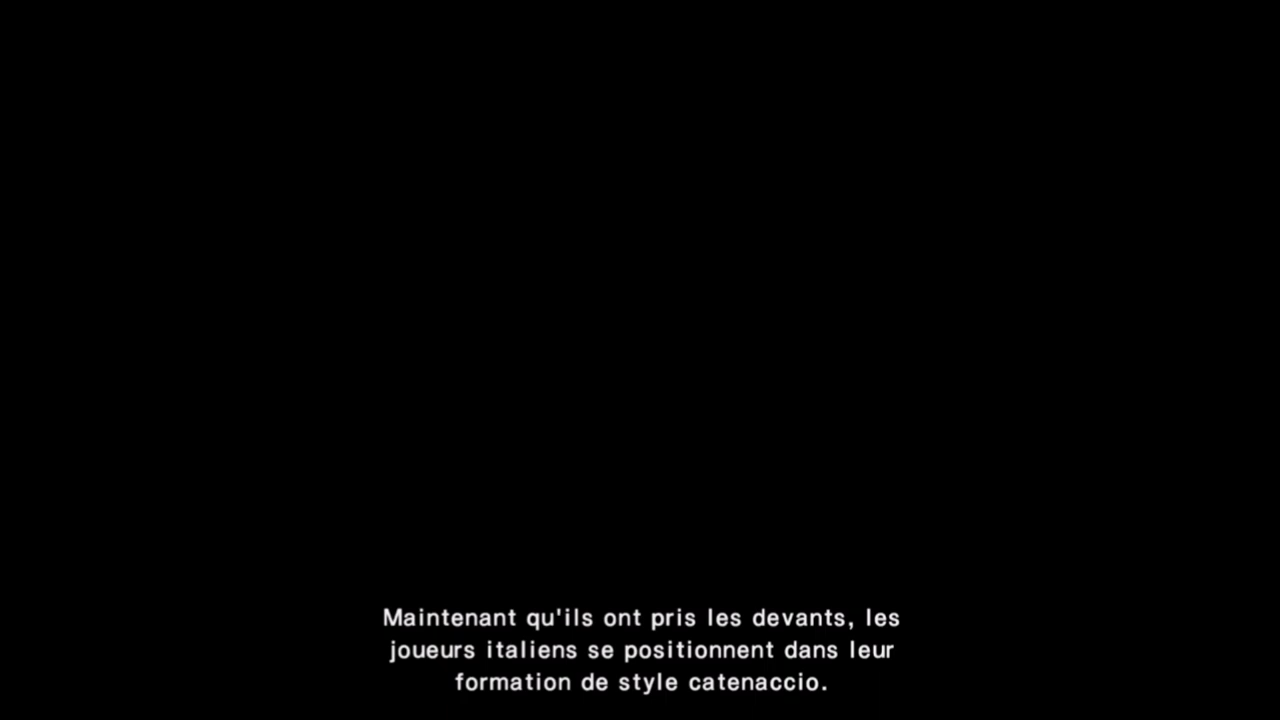 Maintenant qu'ils ont pris les devants, les
joueurs italiens se positionnent dans leur
formation de style catenaccio.